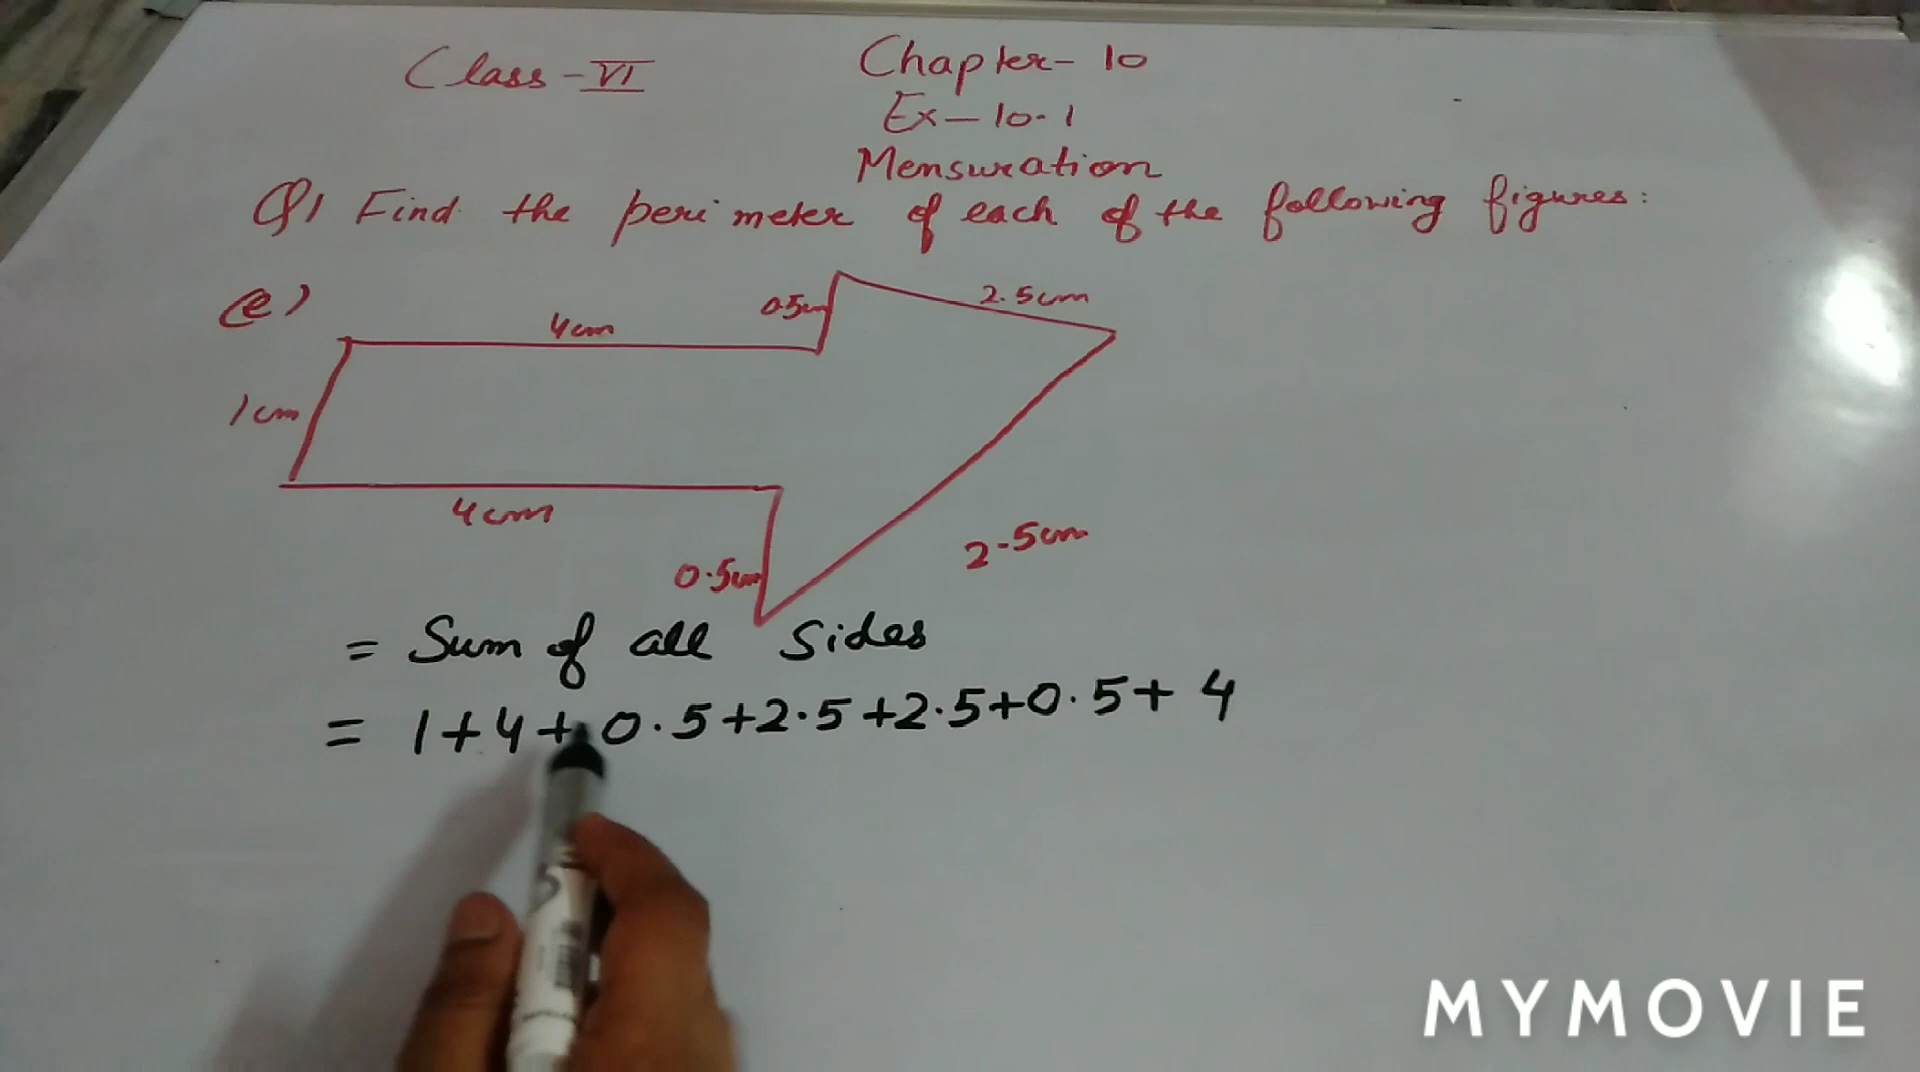 Class - VI
Chapter - 10
Ex - 10.1
Mensuration
Q1 Find the perimeter of each of the following figures:
(e)
4cm
0.5cm
2.5cm
1cm
4cm
0.5cm
2.5cm
= Sum of all sides
= 1+4+0.5+2.5+2.5+0.5+4
MYMOVIE